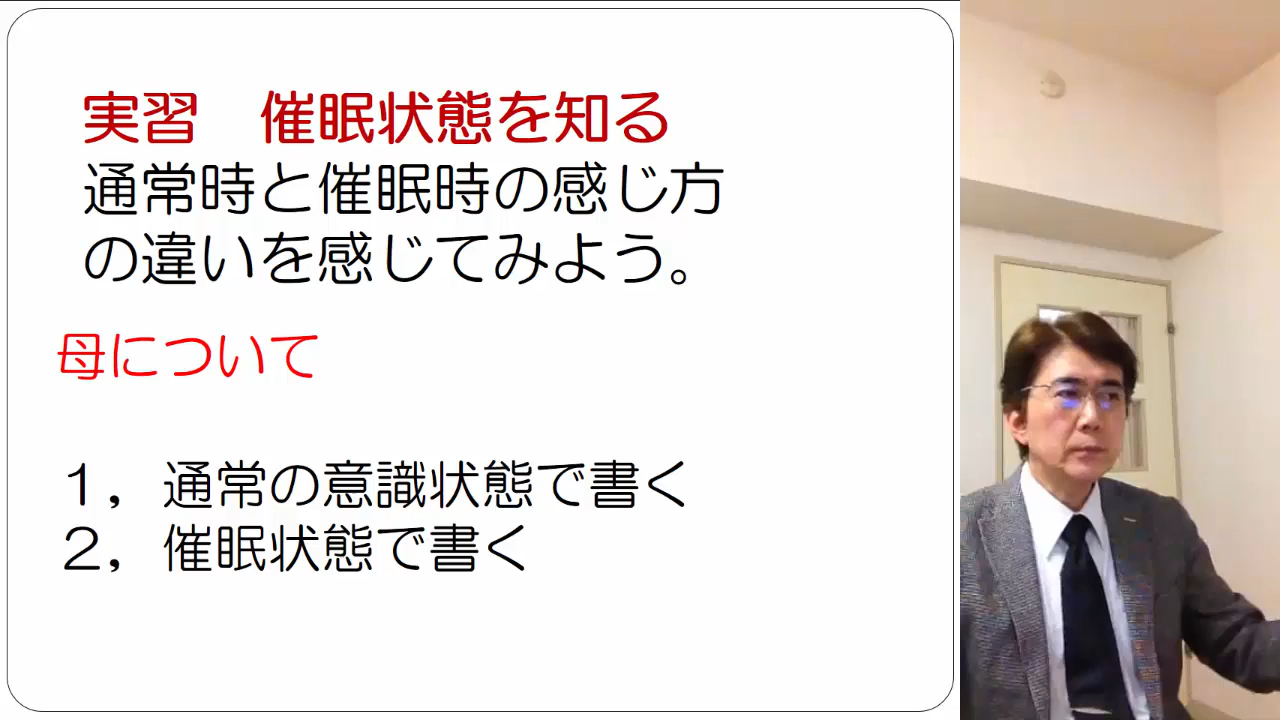 実習　催眠状態を知る
通常時と催眠時の感じ方
の違いを感じてみよう。
母について
１，通常の意識状態で書く
２，催眠状態で書く